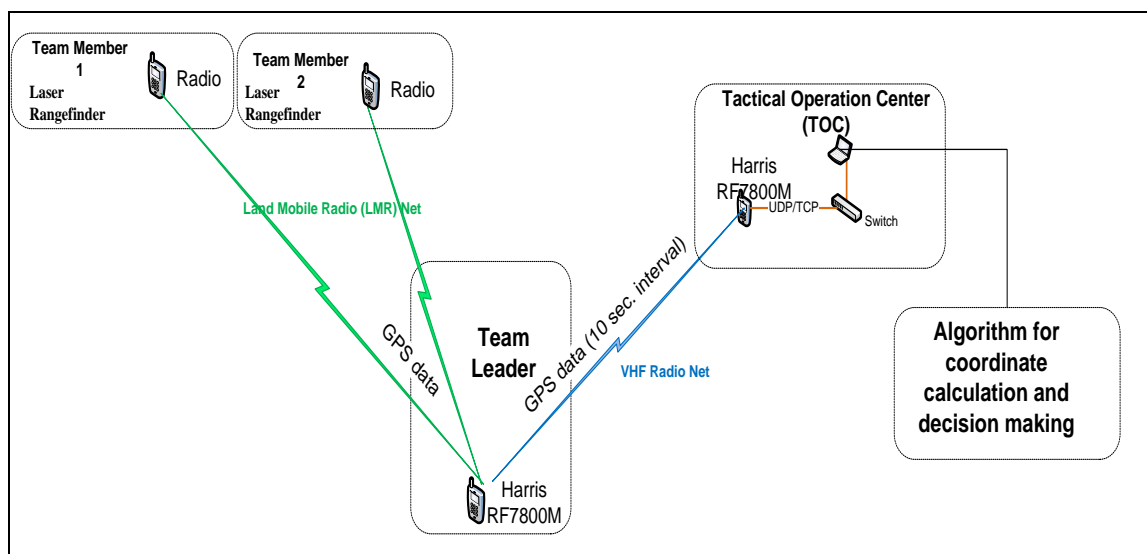 Team Member
1
Laser
Rangefinder
Radio
Team Member
2
Laser
Rangefinder
Radio
Tactical Operation Center
(TOC)
Harris
RF7800M
UDP/TCP
Switch
Land Mobile Radio (LMR) Net
GPS data
Team
Leader
GPS data (10 sec. interval)
VHF Radio Net
Harris
RF7800M
Algorithm for
coordinate
calculation and
decision making